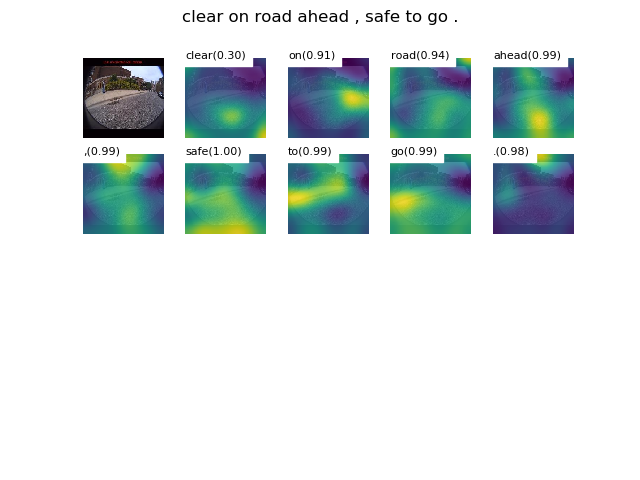 clear on road ahead , safe to go .
clear(0.30)
on(0.91)
road(0.94)
ahead(0.99)
,(0.99)
safe(1.00)
to(0.99)
go(0.99)
.(0.98)